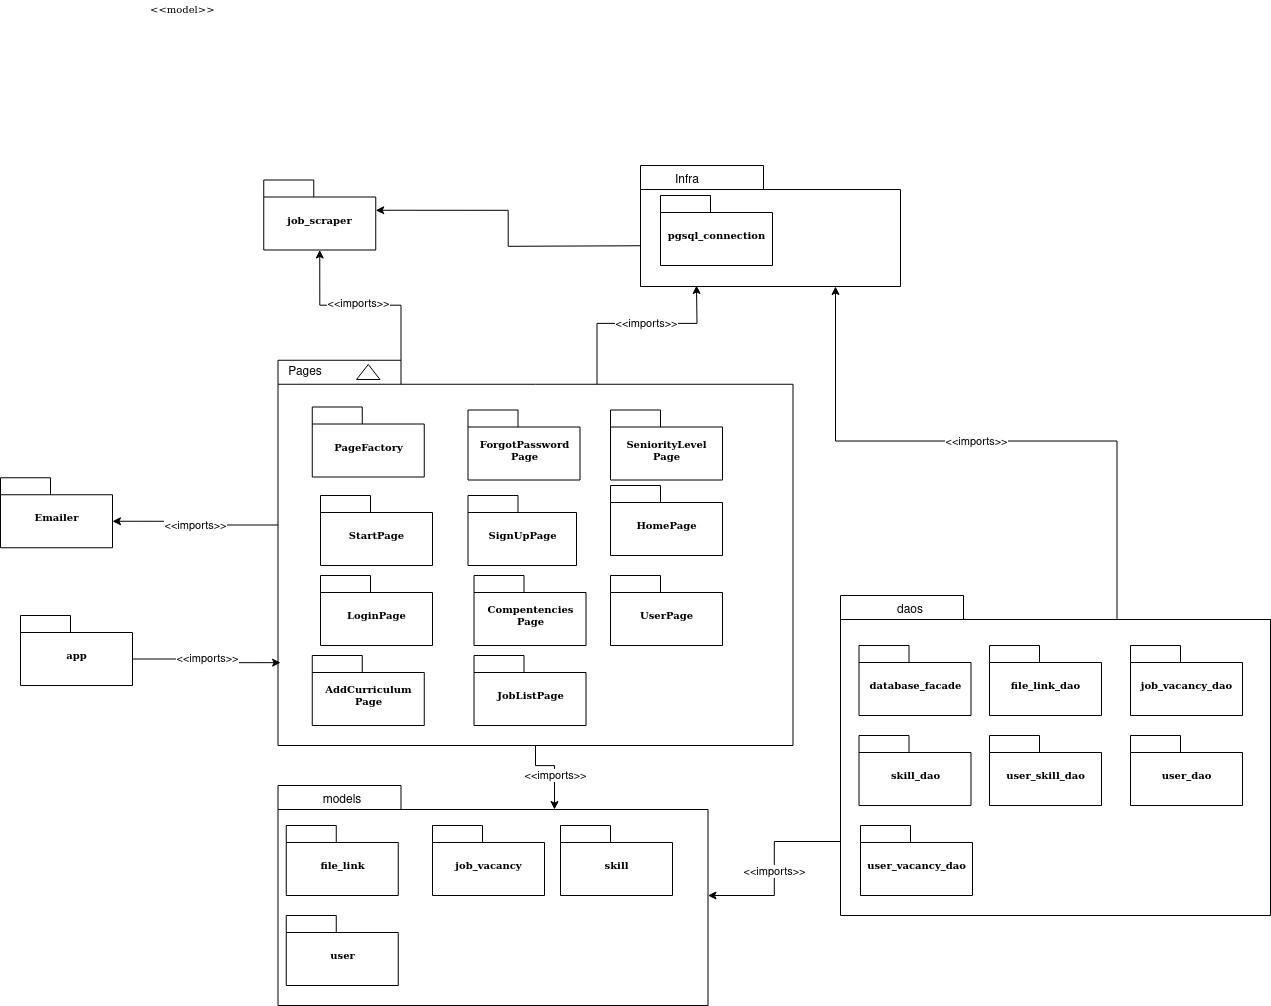 <<model>>
Infra
job_scraper
pgsql_connection
<<imports>>
<<imports>>
Pages
PageFactory
ForgotPassword
Page
SeniorityLevel
Page
<<imports>>
Emailer
<<imports>>
StartPage
SignUpPage
HomePage
LoginPage
Compentencies
Page
UserPage
daos
app
<<imports>>
AddCurriculum
Page
JobListPage
database_facade
file_link_dao
job_vacancy_dao
<<imports>>
skill_dao
user_skill_dao
user_dao
models
file_link
job_vacancy
skill
<<imports>>
user_vacancy_dao
user